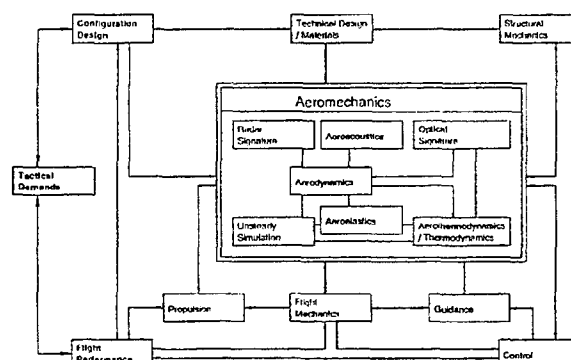 Configuration
Design
Technical Design
/ Materials
Structural
Mechanics
Aeromechanics
Radar
Signature
Aeroacoustics
Optical
Signature
Tactical
Demands
Aerodynamics
Unsteady
Simulation
Aeroelastics
Aerothermodynamics
/ Thermodynamics
Propulsion
Flight
Mechanics
Guidance
Flight
Performance
Control